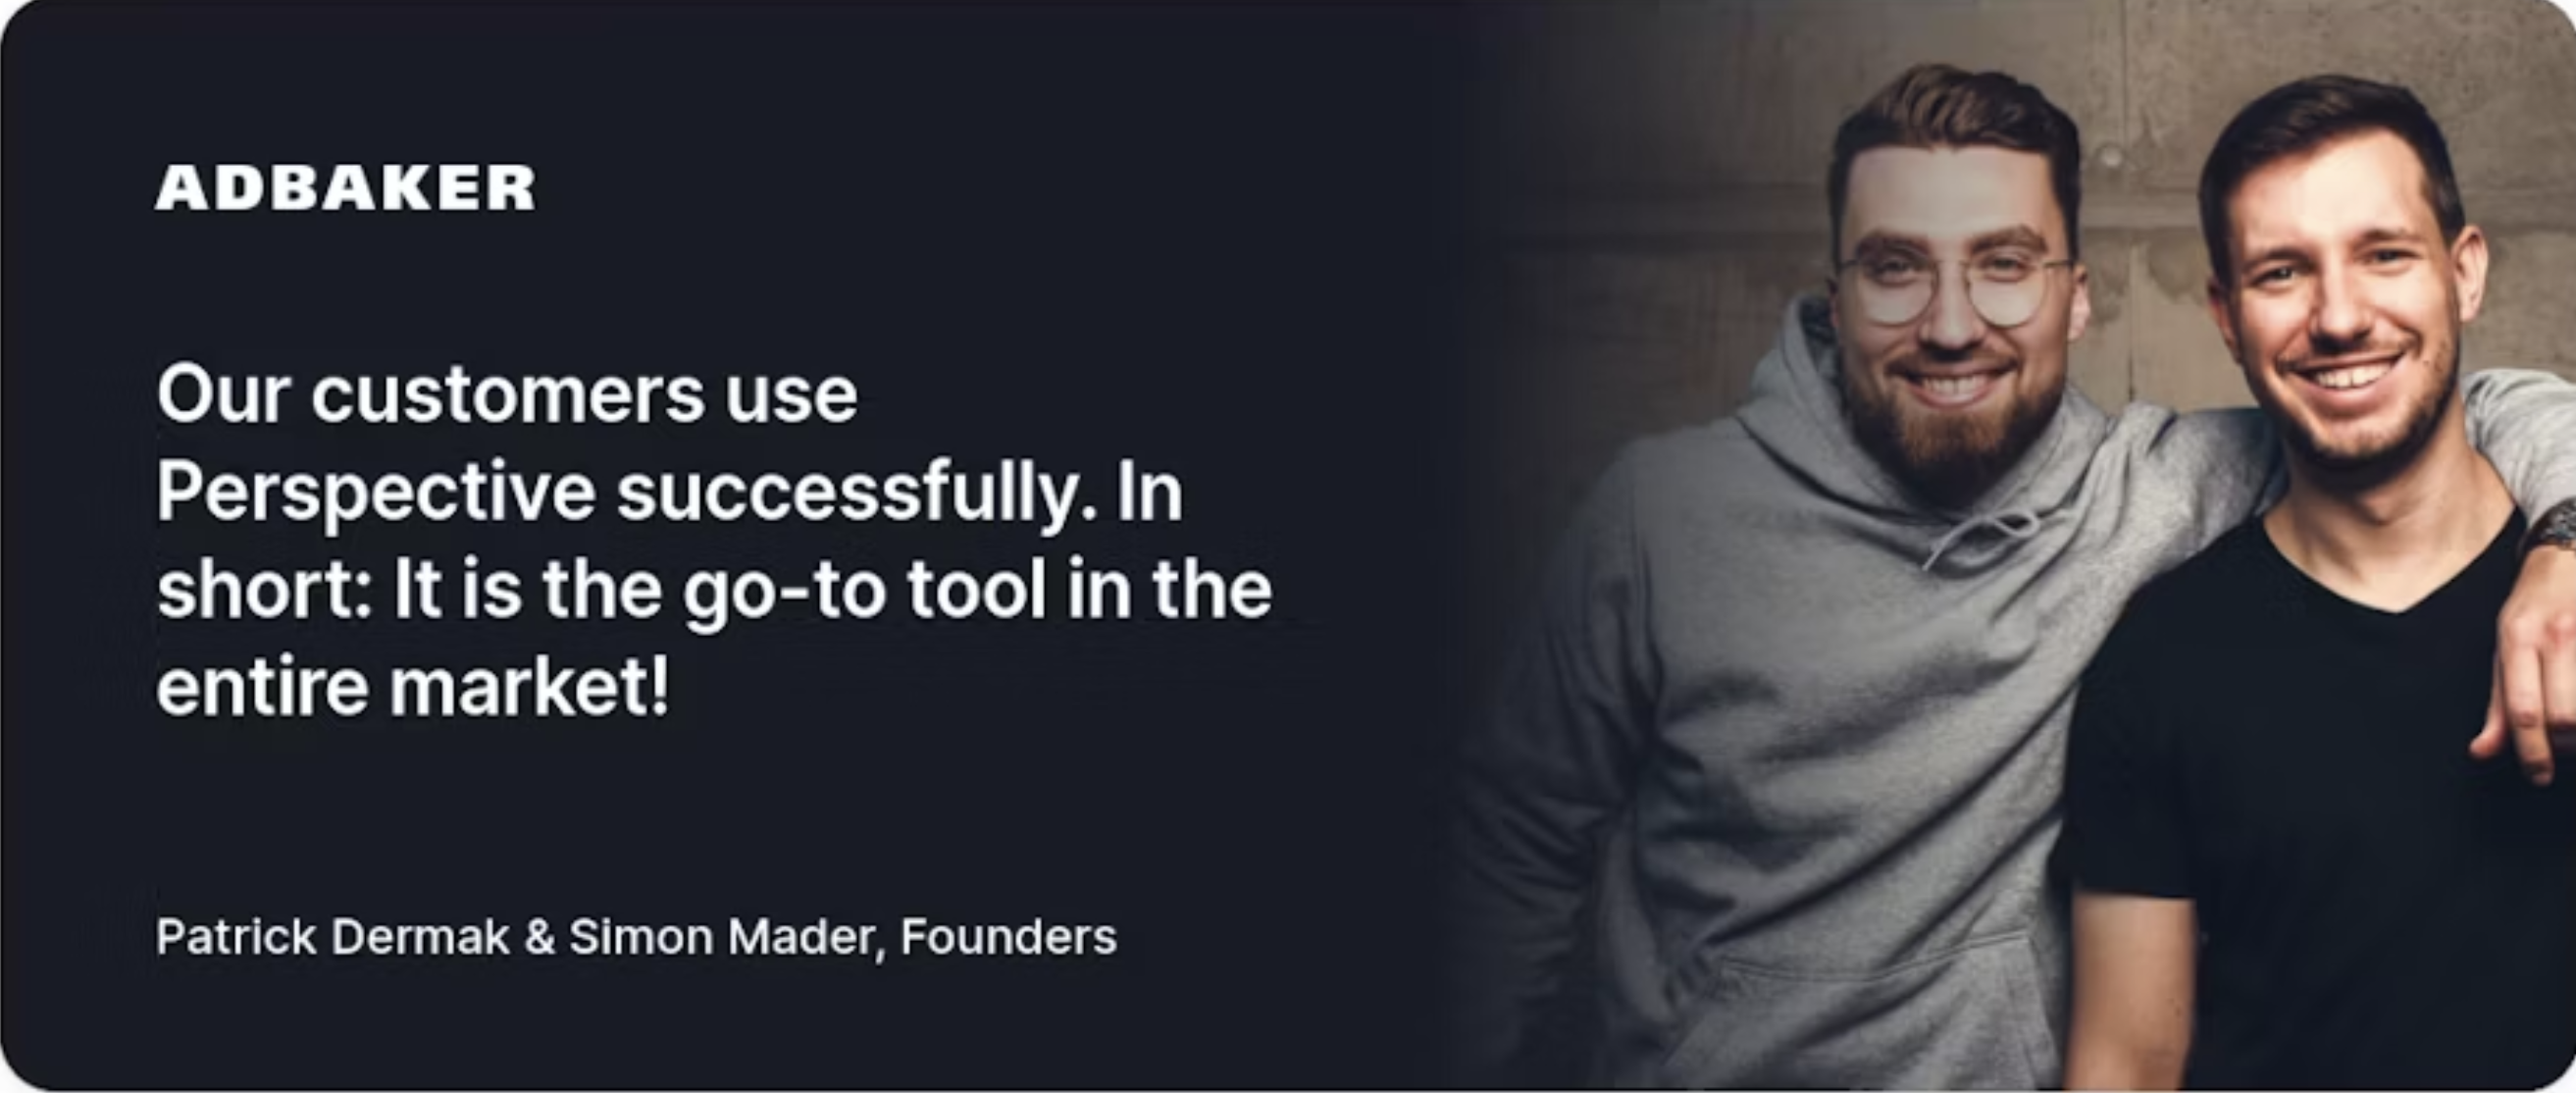 ADBAKER
Our customers use
Perspective successfully. In
short: It is the go-to tool in the
entire market!
Patrick Dermak & Simon Mader, Founders